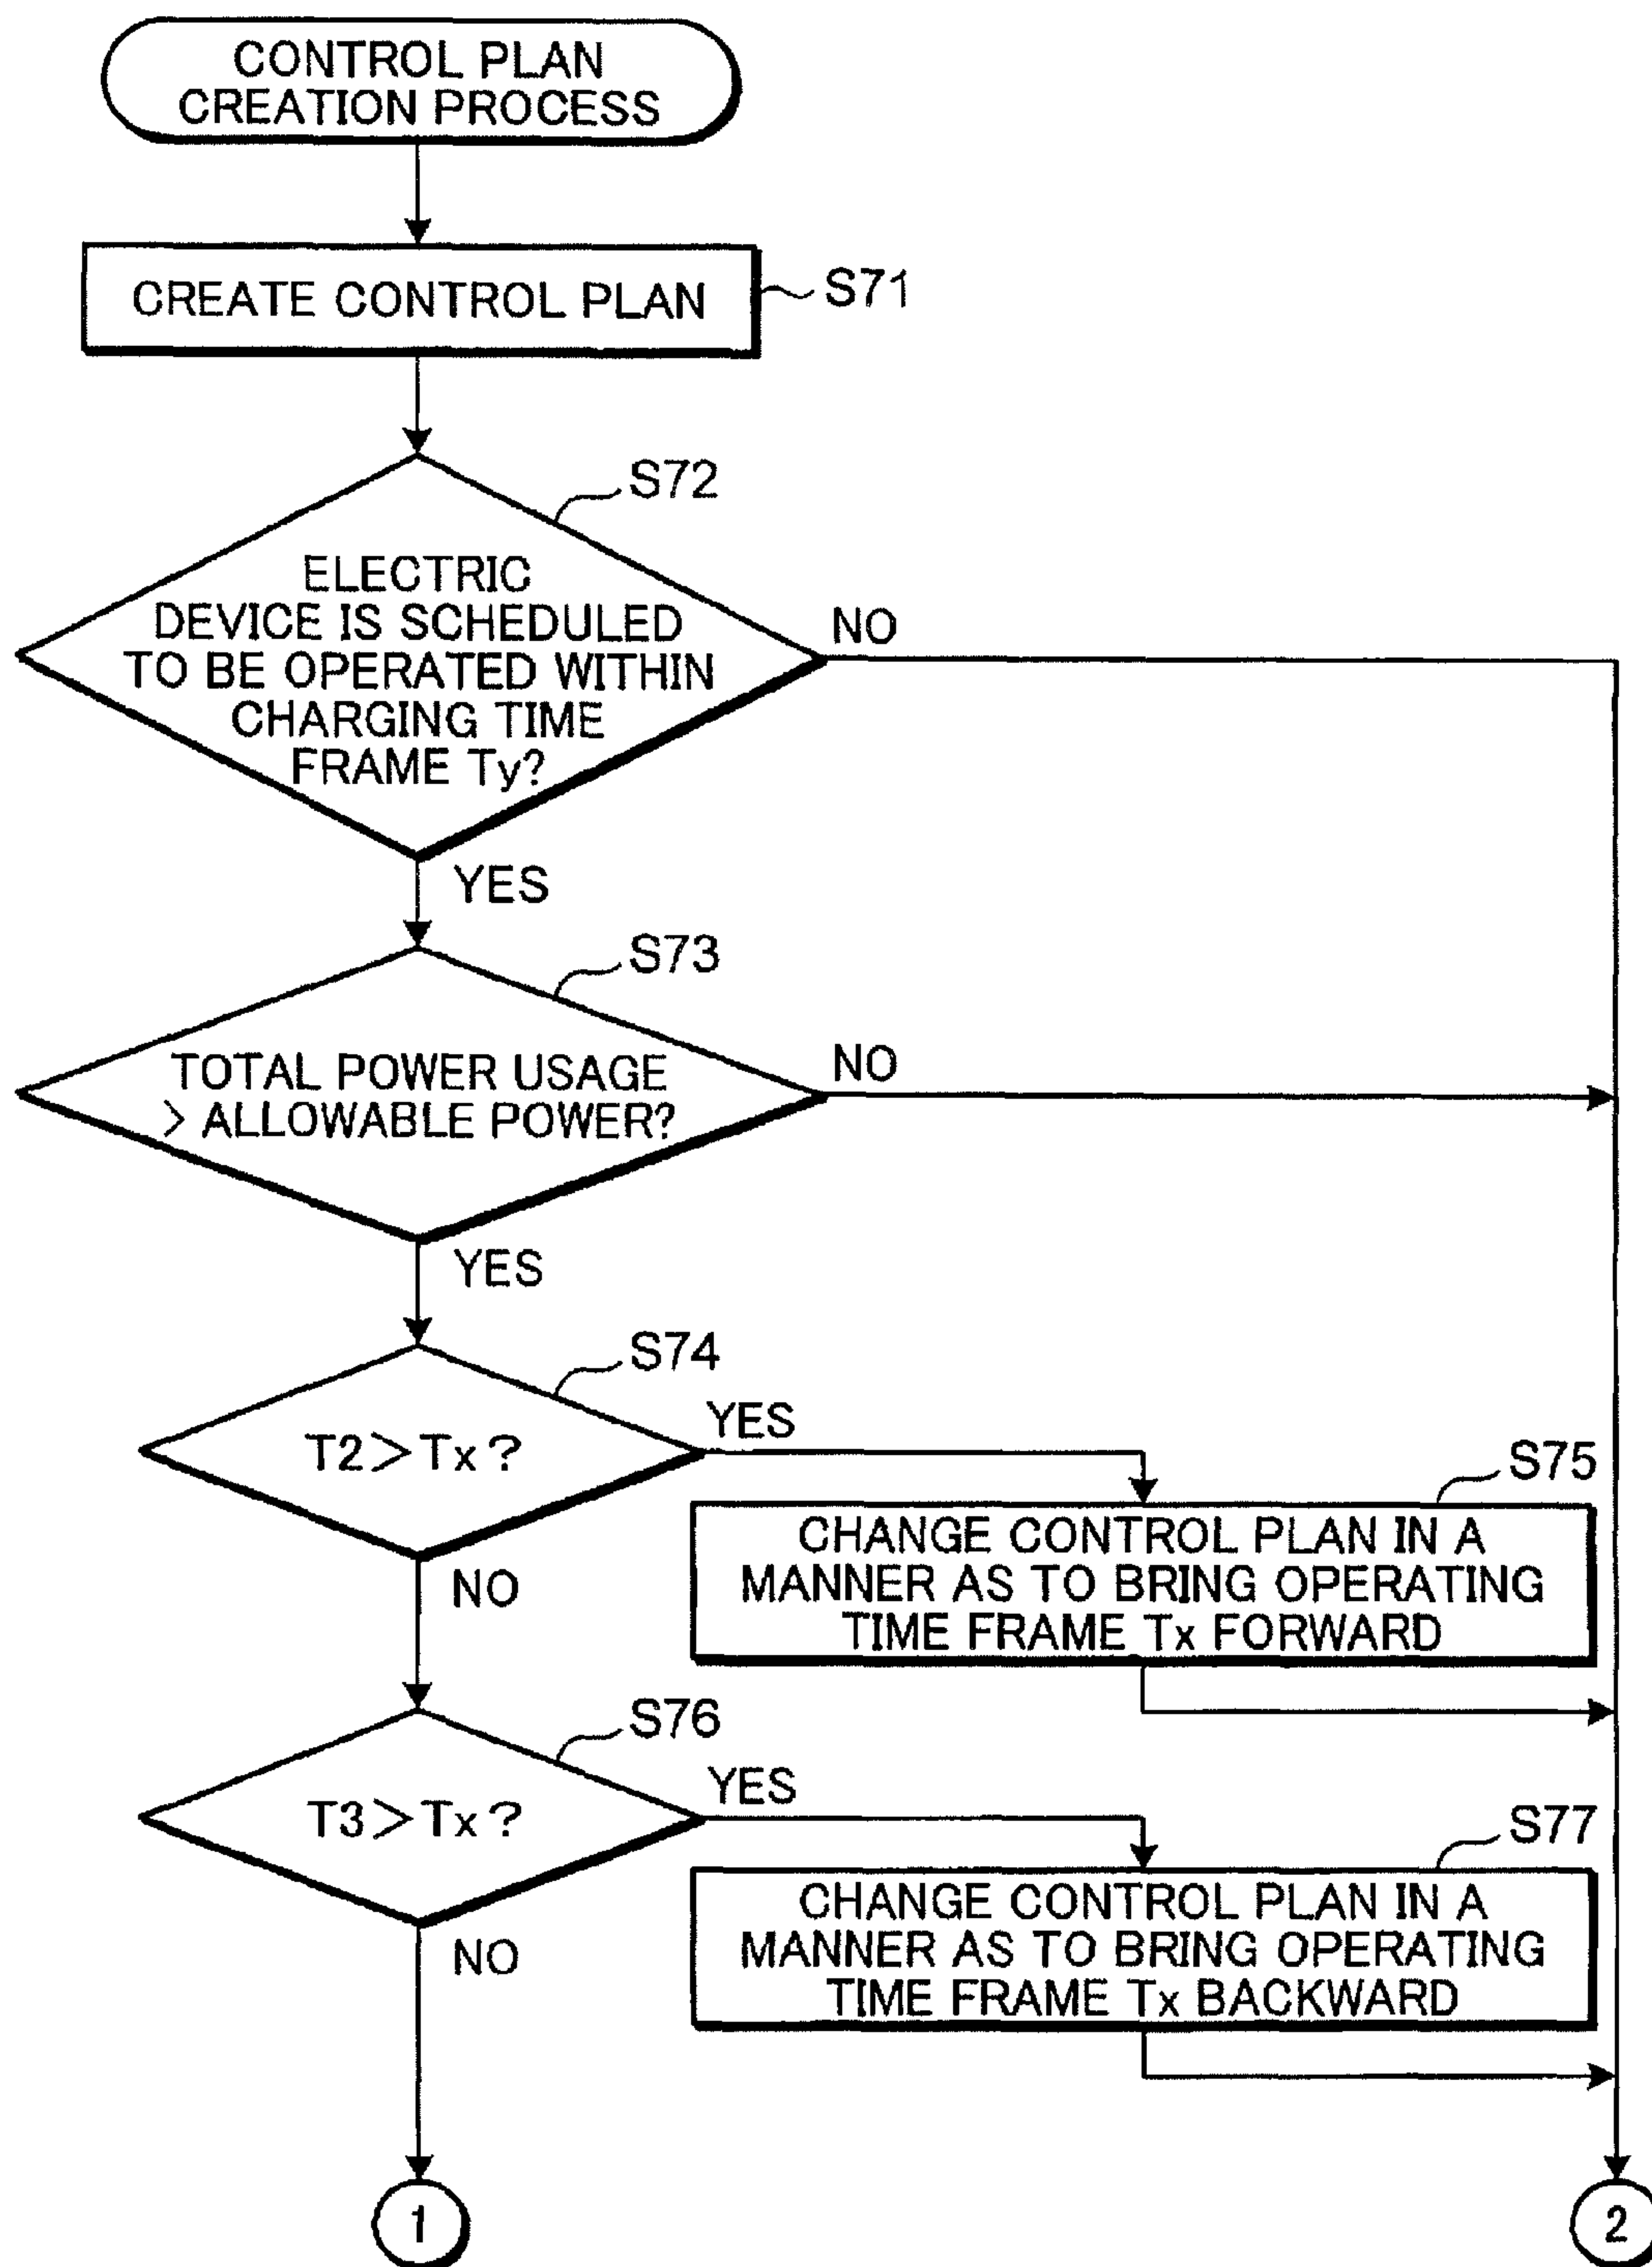 CONTROL PLAN
CREATION PROCESS
CREATE CONTROL PLAN
S71
S72
ELECTRIC
DEVICE IS SCHEDULED
TO BE OPERATED WITHIN
CHARGING TIME
FRAME Ty?
NO
YES
S73
TOTAL POWER USAGE
> ALLOWABLE POWER?
NO
YES
S74
T2>Tx?
YES
NO
S75
CHANGE CONTROL PLAN IN A
MANNER AS TO BRING OPERATING
TIME FRAME Tx FORWARD
S76
T3>Tx?
YES
NO
S77
CHANGE CONTROL PLAN IN A
MANNER AS TO BRING OPERATING
TIME FRAME Tx BACKWARD
1
2